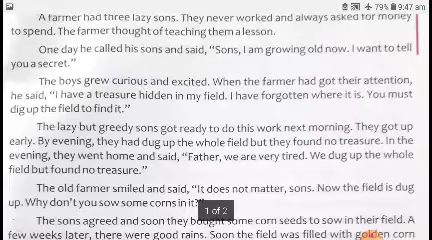 79% 9:47 am
A farmer had three lazy sons. They never worked and always asked for money
to spend. The farmer thought of teaching them a lesson.
One day he called his sons and said, "Sons, I am growing old now. I want to tell
you a secret."
The boys grew curious and excited. When the farmer had got their attention,
he said, "I have a treasure hidden in my field. I have forgotten where it is. You must
dig up the field to find it."
The lazy but greedy sons got ready to do this work next morning. They got up
early. By evening, they had dug up the whole field but they found no treasure. In the
evening, they went home and said, "Father, we are very tired. We dug up the whole
field but found no treasure."
The old farmer smiled and said, "It does not matter, sons. Now the field is dug
up. Why don't you sow some corns in it?"
1 of 2
The sons agreed and soon they bought some corn seeds to sow in their field. A
few weeks later, there were good rains. Soon the field was filled with golden corn